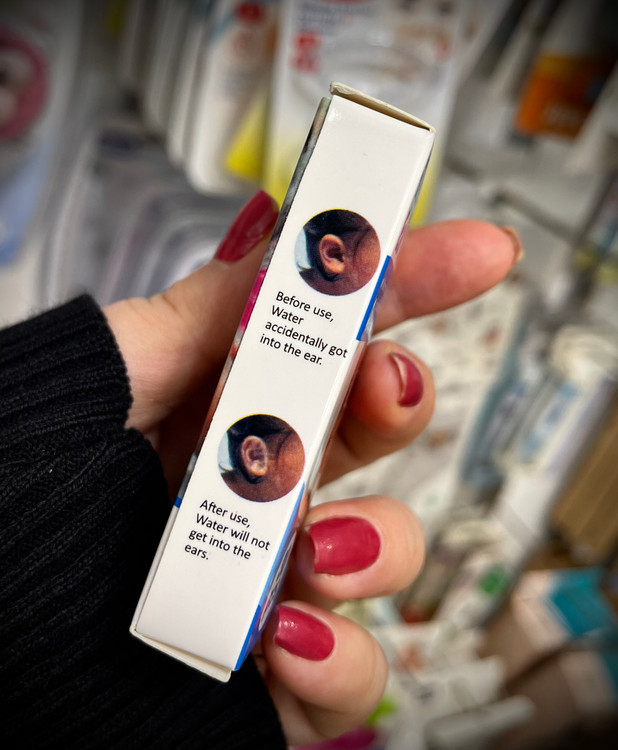 Before use,
Water
accidentally got
into the ear.
After use,
Water will not
get into the
ears.